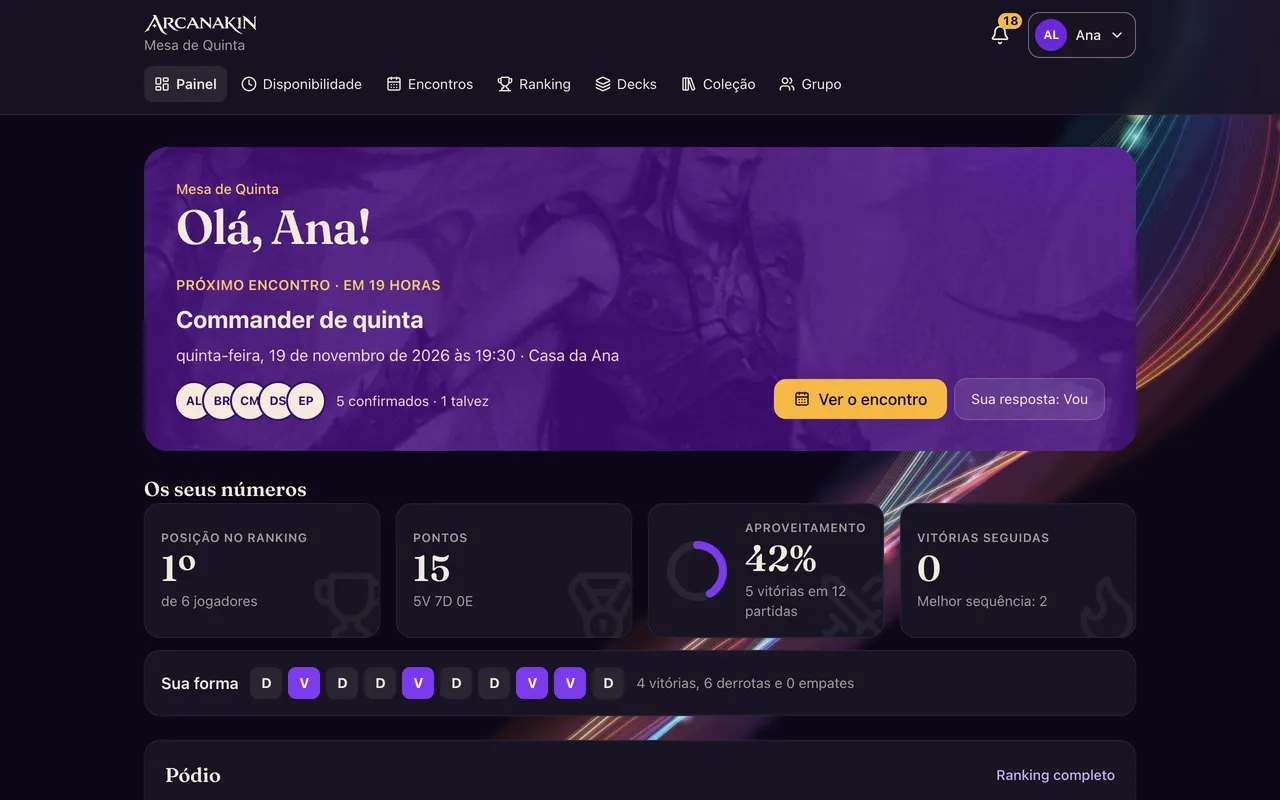 ARCANAKIN
Mesa de Quinta
18
AL Ana
Painel Disponibilidade Encontros Ranking Decks Coleção Grupo
Mesa de Quinta
Olá, Ana!
PRÓXIMO ENCONTRO · EM 19 HORAS
Commander de quinta
quinta-feira, 19 de novembro de 2026 às 19:30 · Casa da Ana
AL BR CM DS EP 5 confirmados · 1 talvez
Ver o encontro
Sua resposta: Vou
Os seus números
POSIÇÃO NO RANKING
1º
de 6 jogadores
PONTOS
15
5V 7D 0E
APROVEITAMENTO
42%
5 vitórias em 12
partidas
VITÓRIAS SEGUIDAS
0
Melhor sequência: 2
Sua forma D V D D V D D V V D 4 vitórias, 6 derrotas e 0 empates
Pódio
Ranking completo